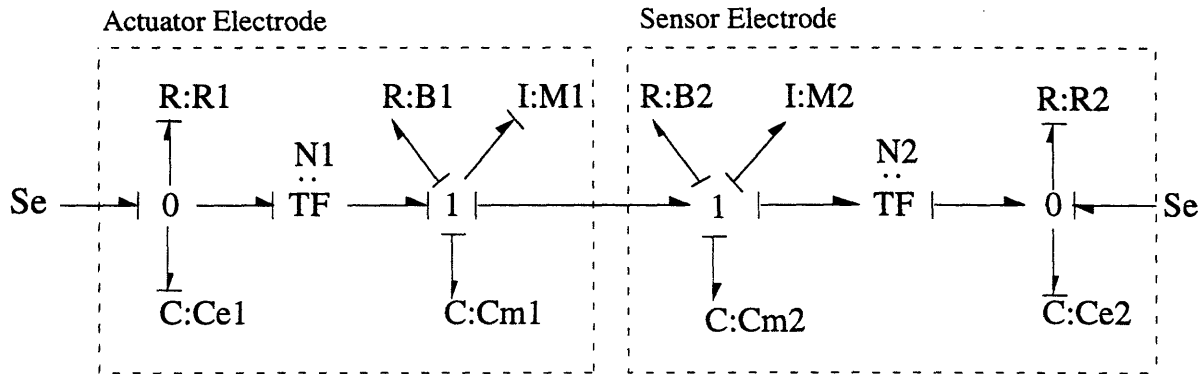 Actuator Electrode
Sensor Electrode
R:R1 R:B1 I:M1 R:B2 I:M2 R:R2
N1 N2
Se 0 TF 1 1 TF 0 Se
C:Ce1 C:Cm1 C:Cm2 C:Ce2